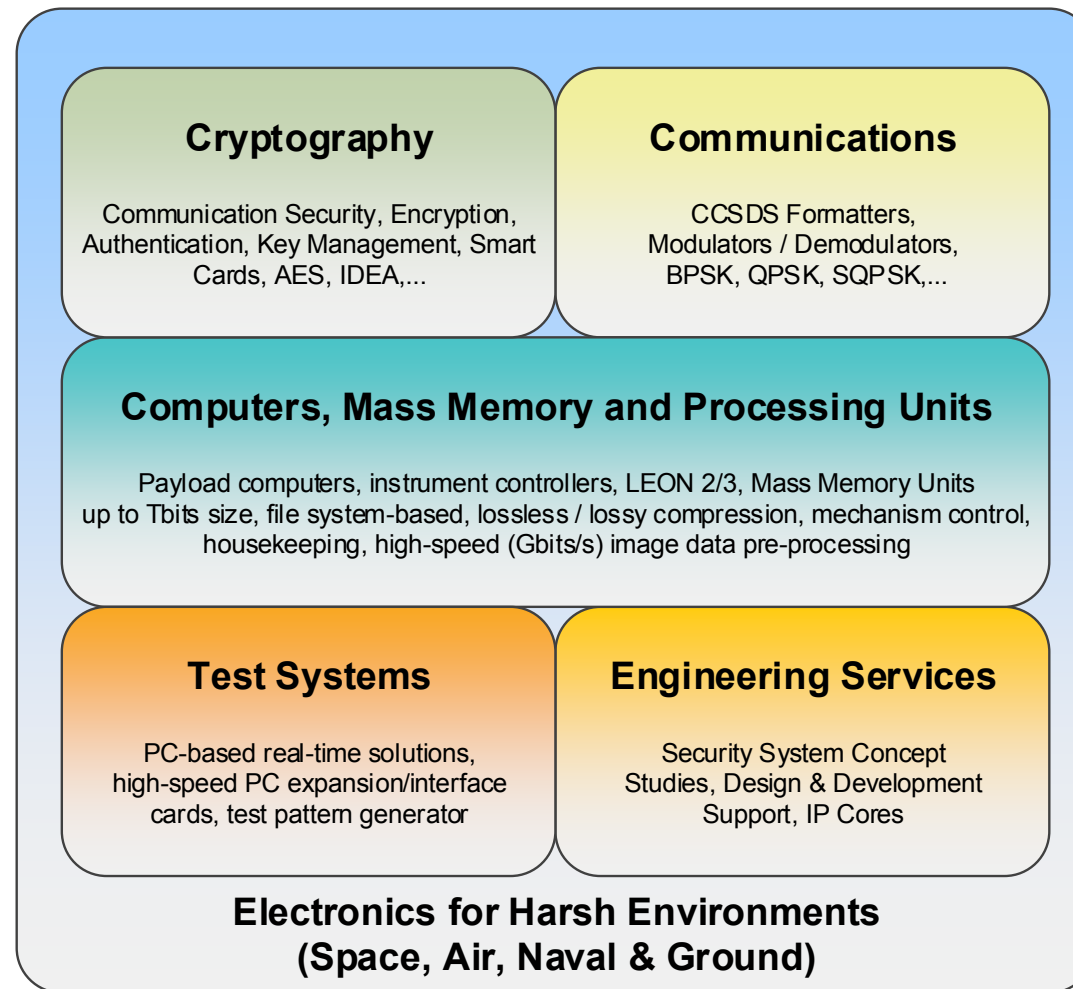 Cryptography
Communication Security, Encryption,
Authentication, Key Management, Smart
Cards, AES, IDEA,...
Communications
CCSDS Formatters,
Modulators / Demodulators,
BPSK, QPSK, SQPSK,...
Computers, Mass Memory and Processing Units
Payload computers, instrument controllers, LEON 2/3, Mass Memory Units
up to Tbits size, file system-based, lossless / lossy compression, mechanism control,
housekeeping, high-speed (Gbits/s) image data pre-processing
Test Systems
PC-based real-time solutions,
high-speed PC expansion/interface
cards, test pattern generator
Engineering Services
Security System Concept
Studies, Design & Development
Support, IP Cores
Electronics for Harsh Environments
(Space, Air, Naval & Ground)